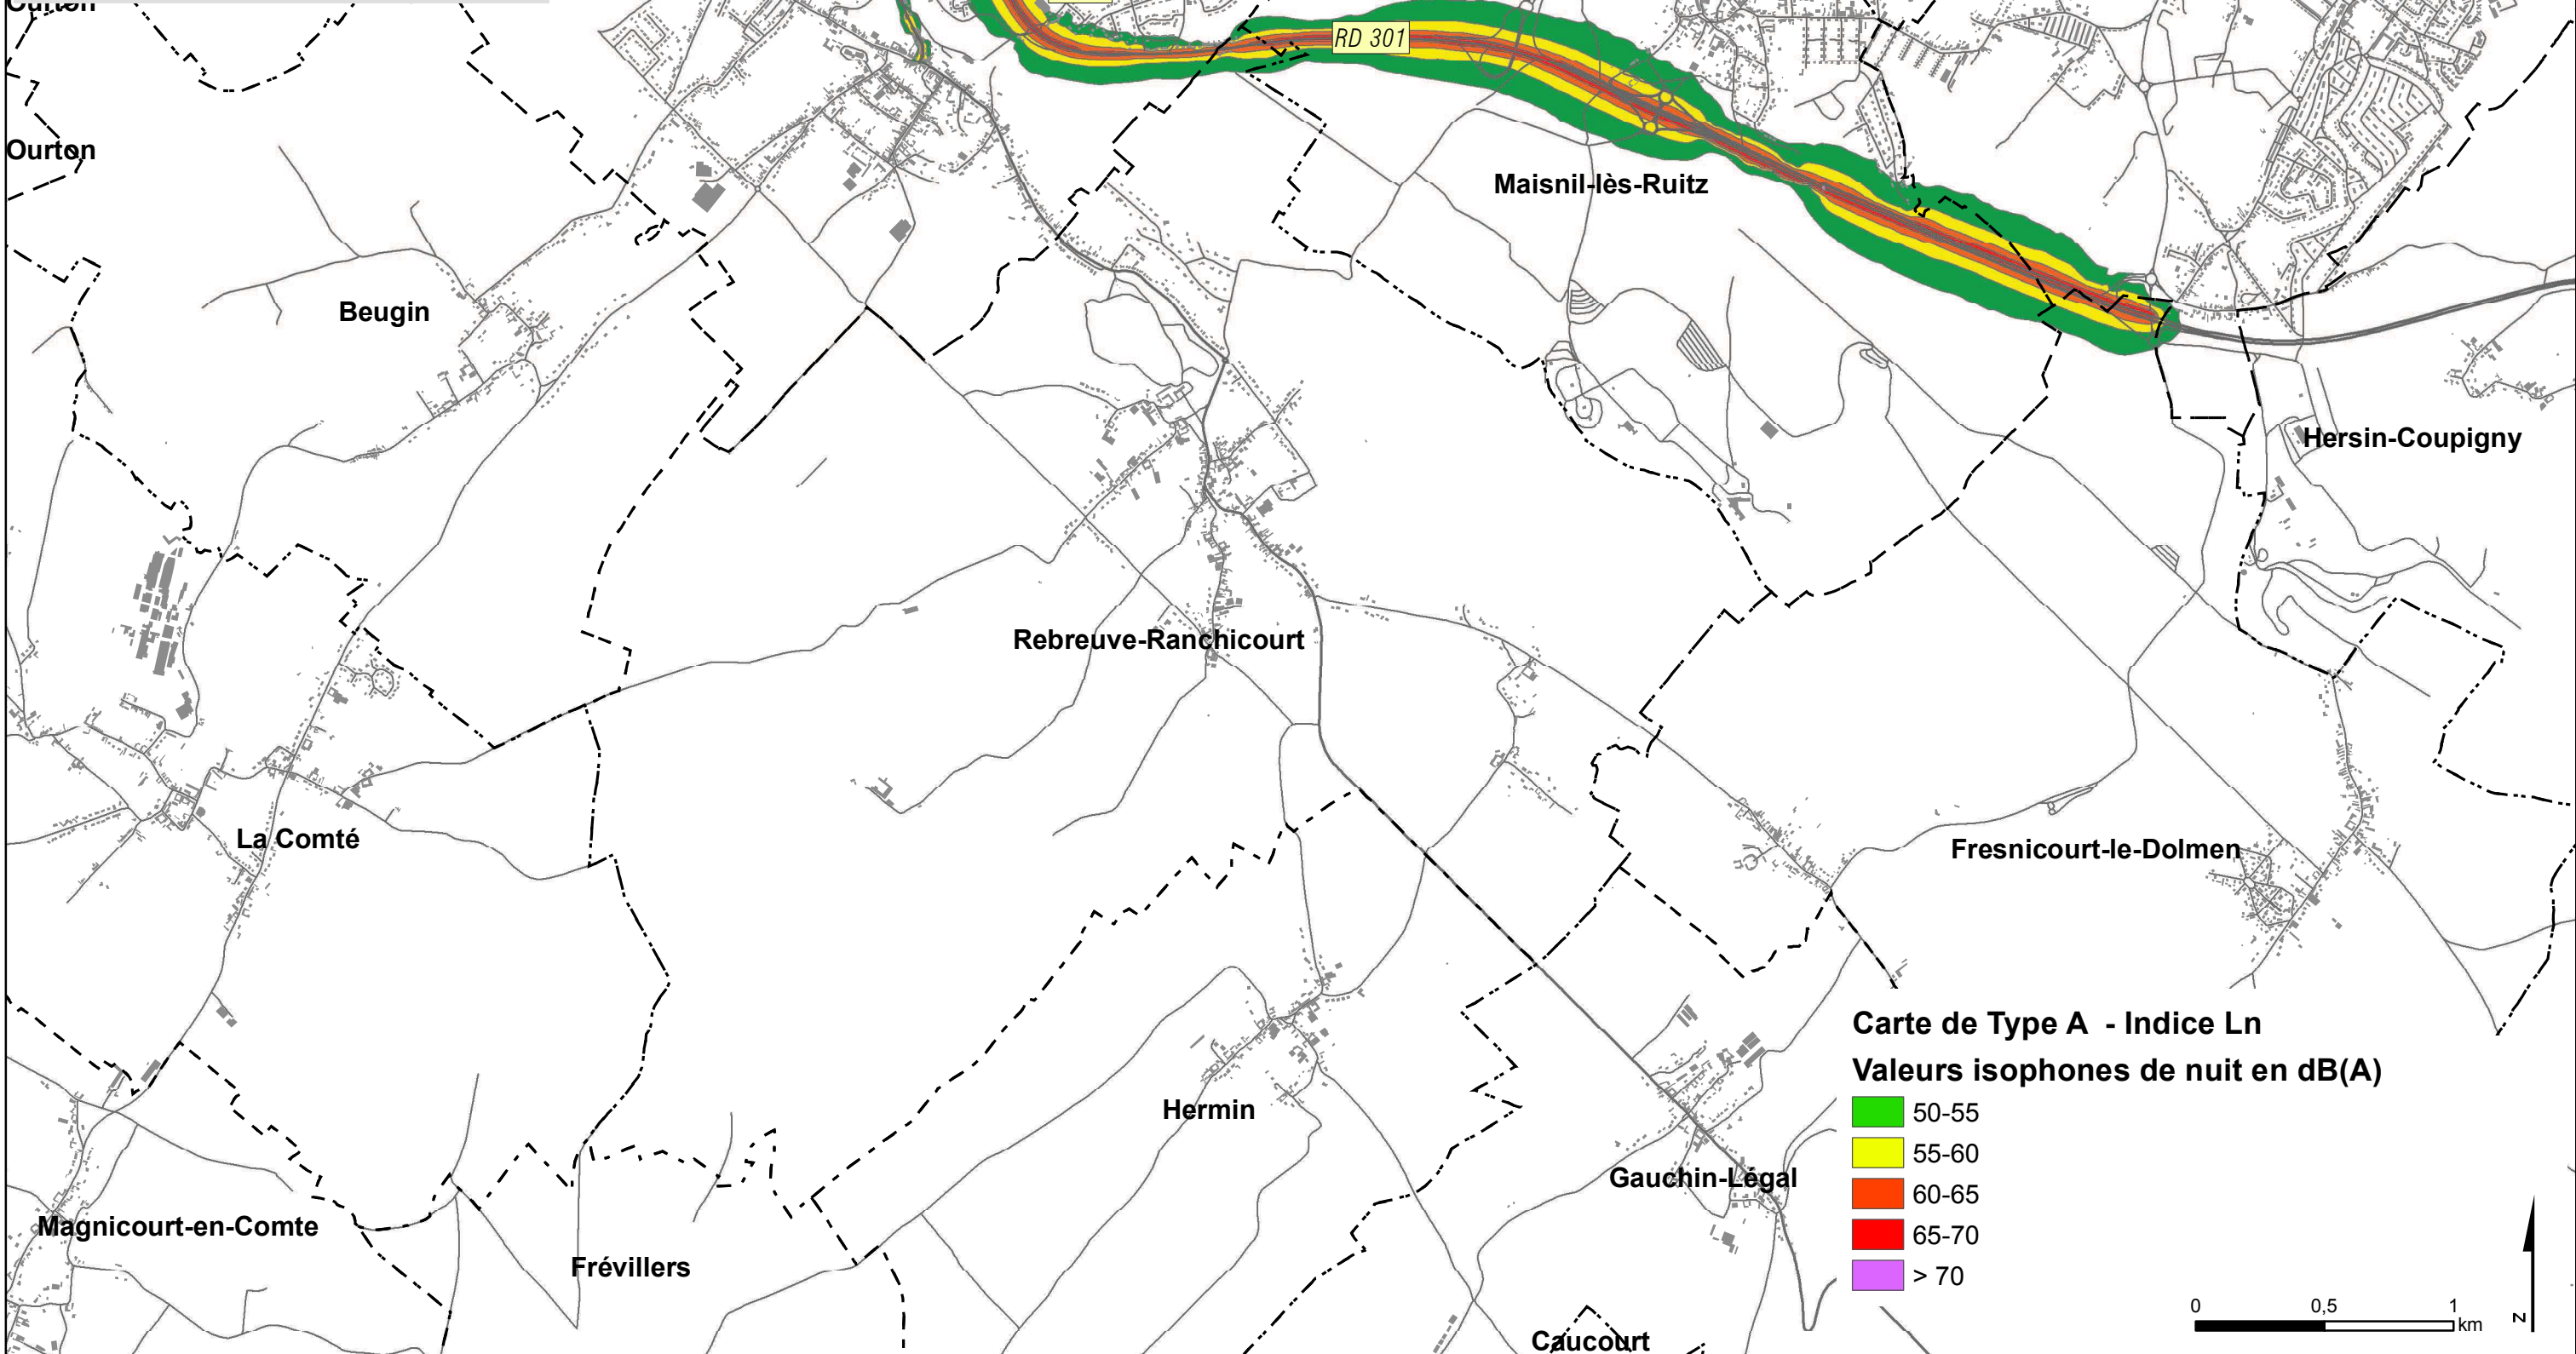 Ourton
RD 301
Ourton
Maisnil-lès-Ruitz
Beugin
Hersin-Coupigny
Rebreuve-Ranchicourt
La Comté
Fresnicourt-le-Dolmen
Carte de Type A - Indice Ln
Valeurs isophones de nuit en dB(A)
50-55
55-60
60-65
65-70
> 70
Hermin
Gauchin-Légal
Magnicourt-en-Comte
Frévillers
Caucourt
0 0,5 1
km
N